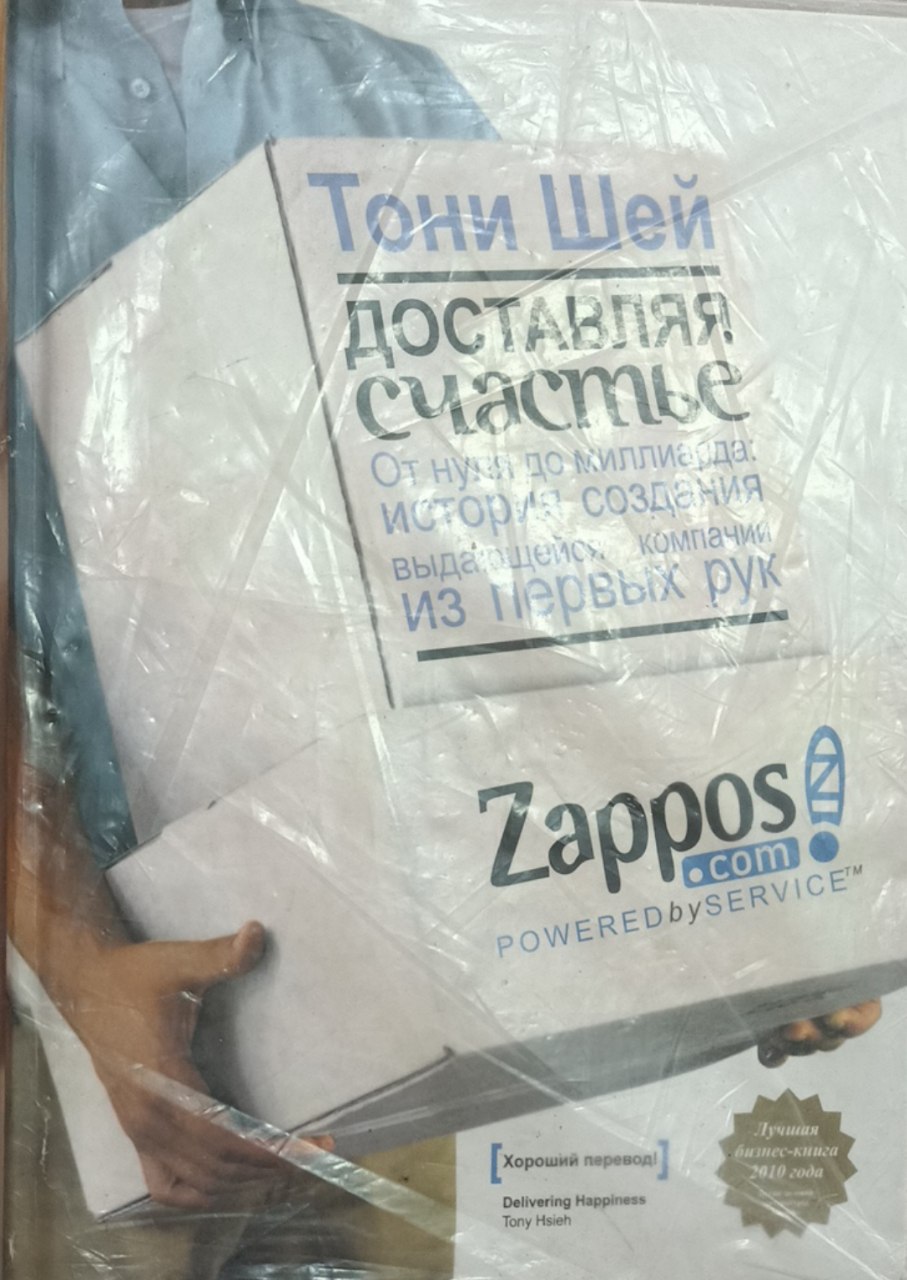 Тони Шей
ДОСТАВЛЯЯ
счастье
От нуля до миллиарда:
история создания
выдающейся компании
из первых рук
Zappos
.com
POWEREDbySERVICE™
[Хороший перевод!]
Delivering Happiness
Tony Hsieh
Лучшая
бизнес-книга
2010 года